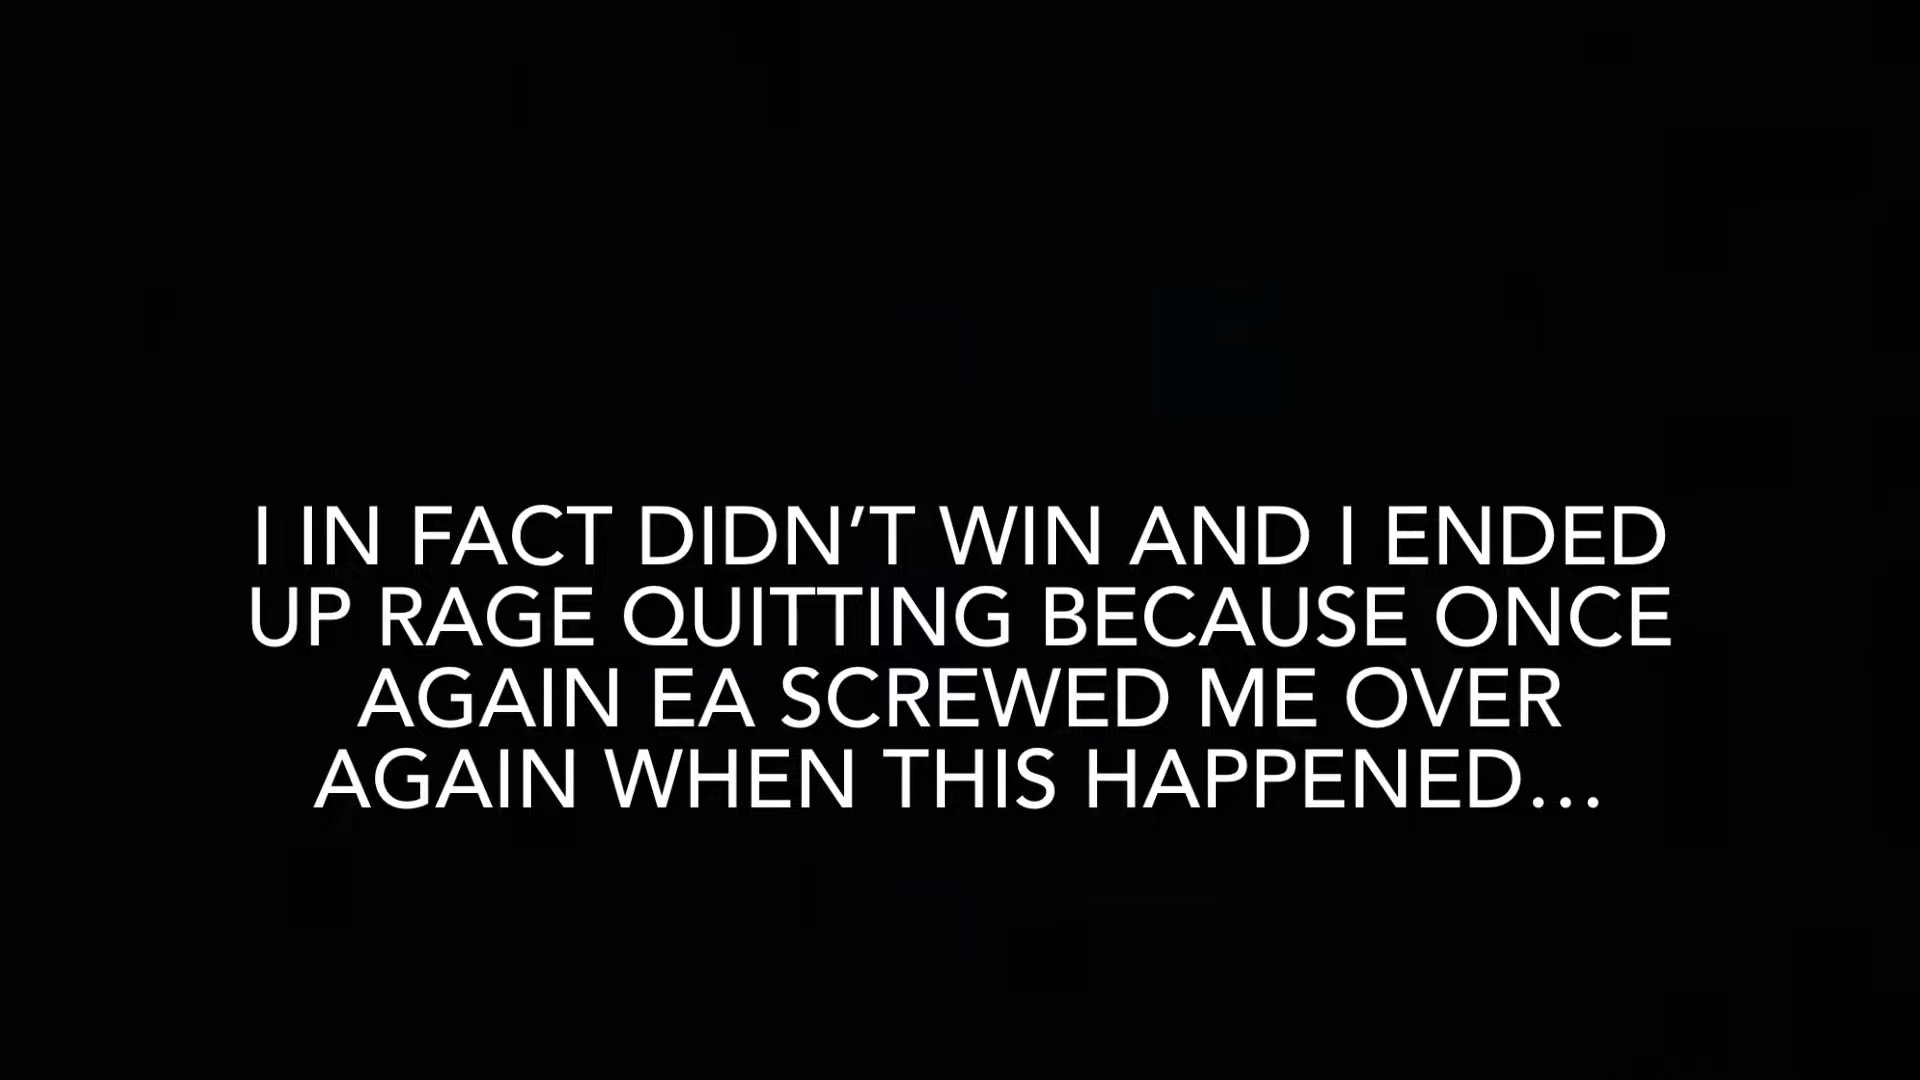 I IN FACT DIDN’T WIN AND I ENDED
UP RAGE QUITTING BECAUSE ONCE
AGAIN EA SCREWED ME OVER
AGAIN WHEN THIS HAPPENED…